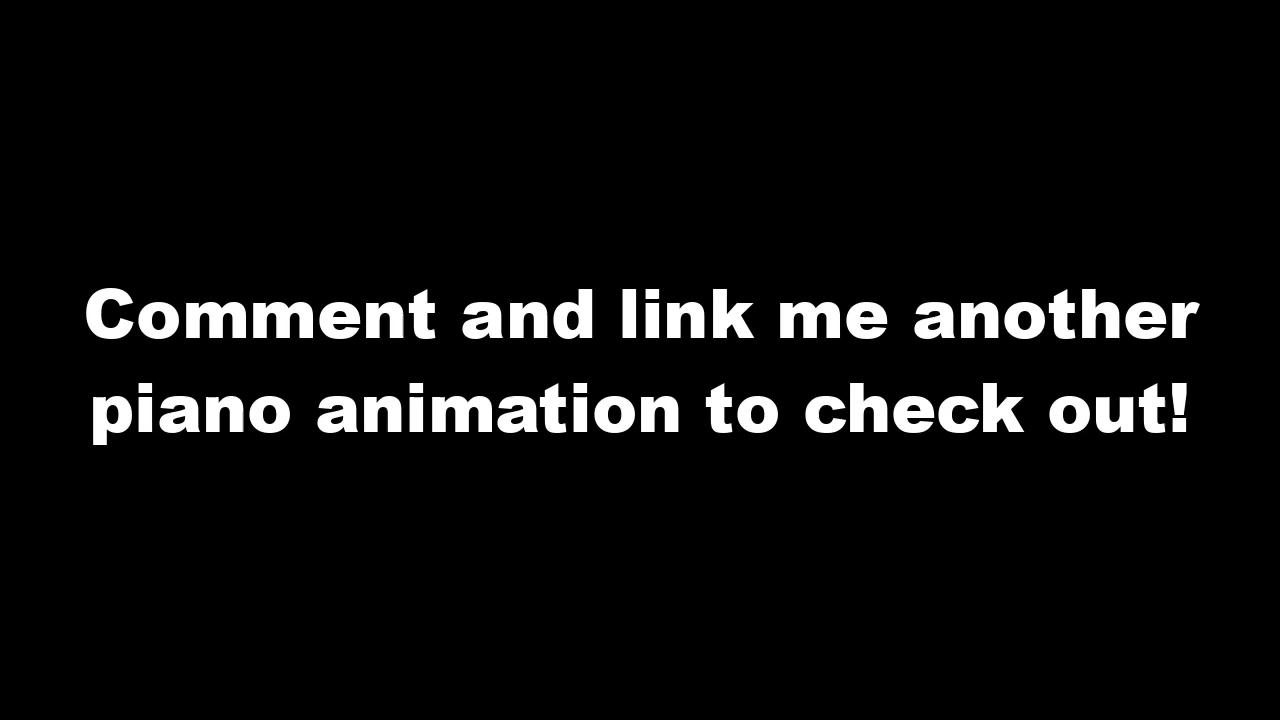 Comment and link me another
piano animation to check out!